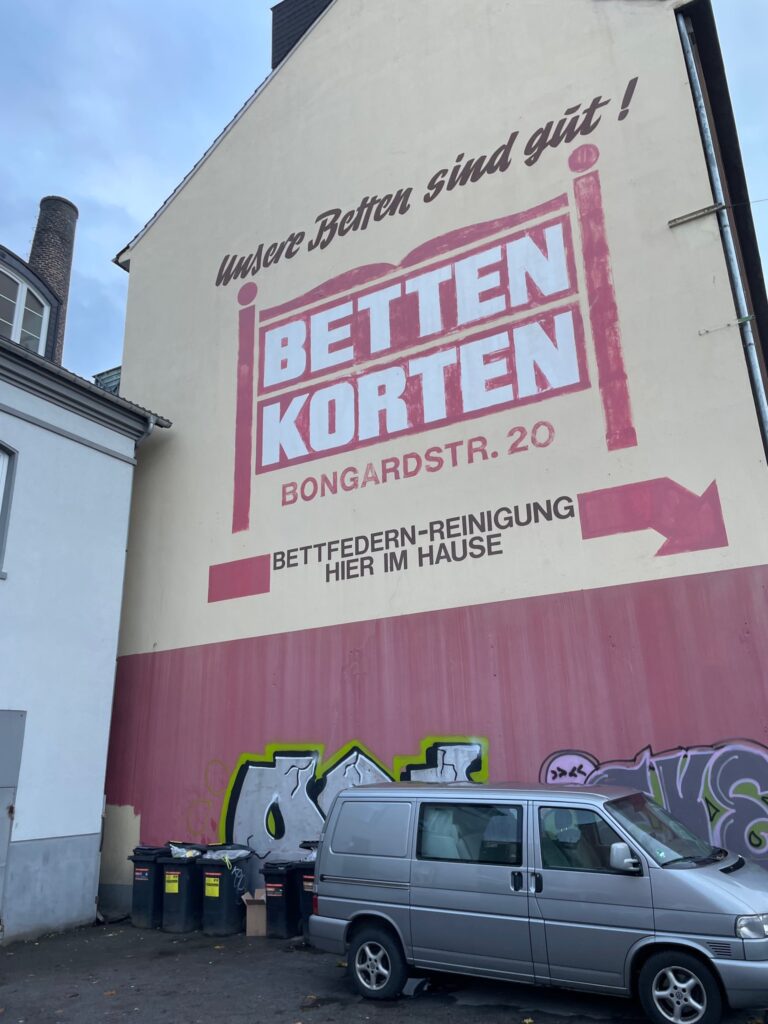 Unsere Betten sind gut !
BETTEN
KORTEN
BONGARDSTR. 20
BETTFEDERN-REINIGUNG
HIER IM HAUSE
>>><<